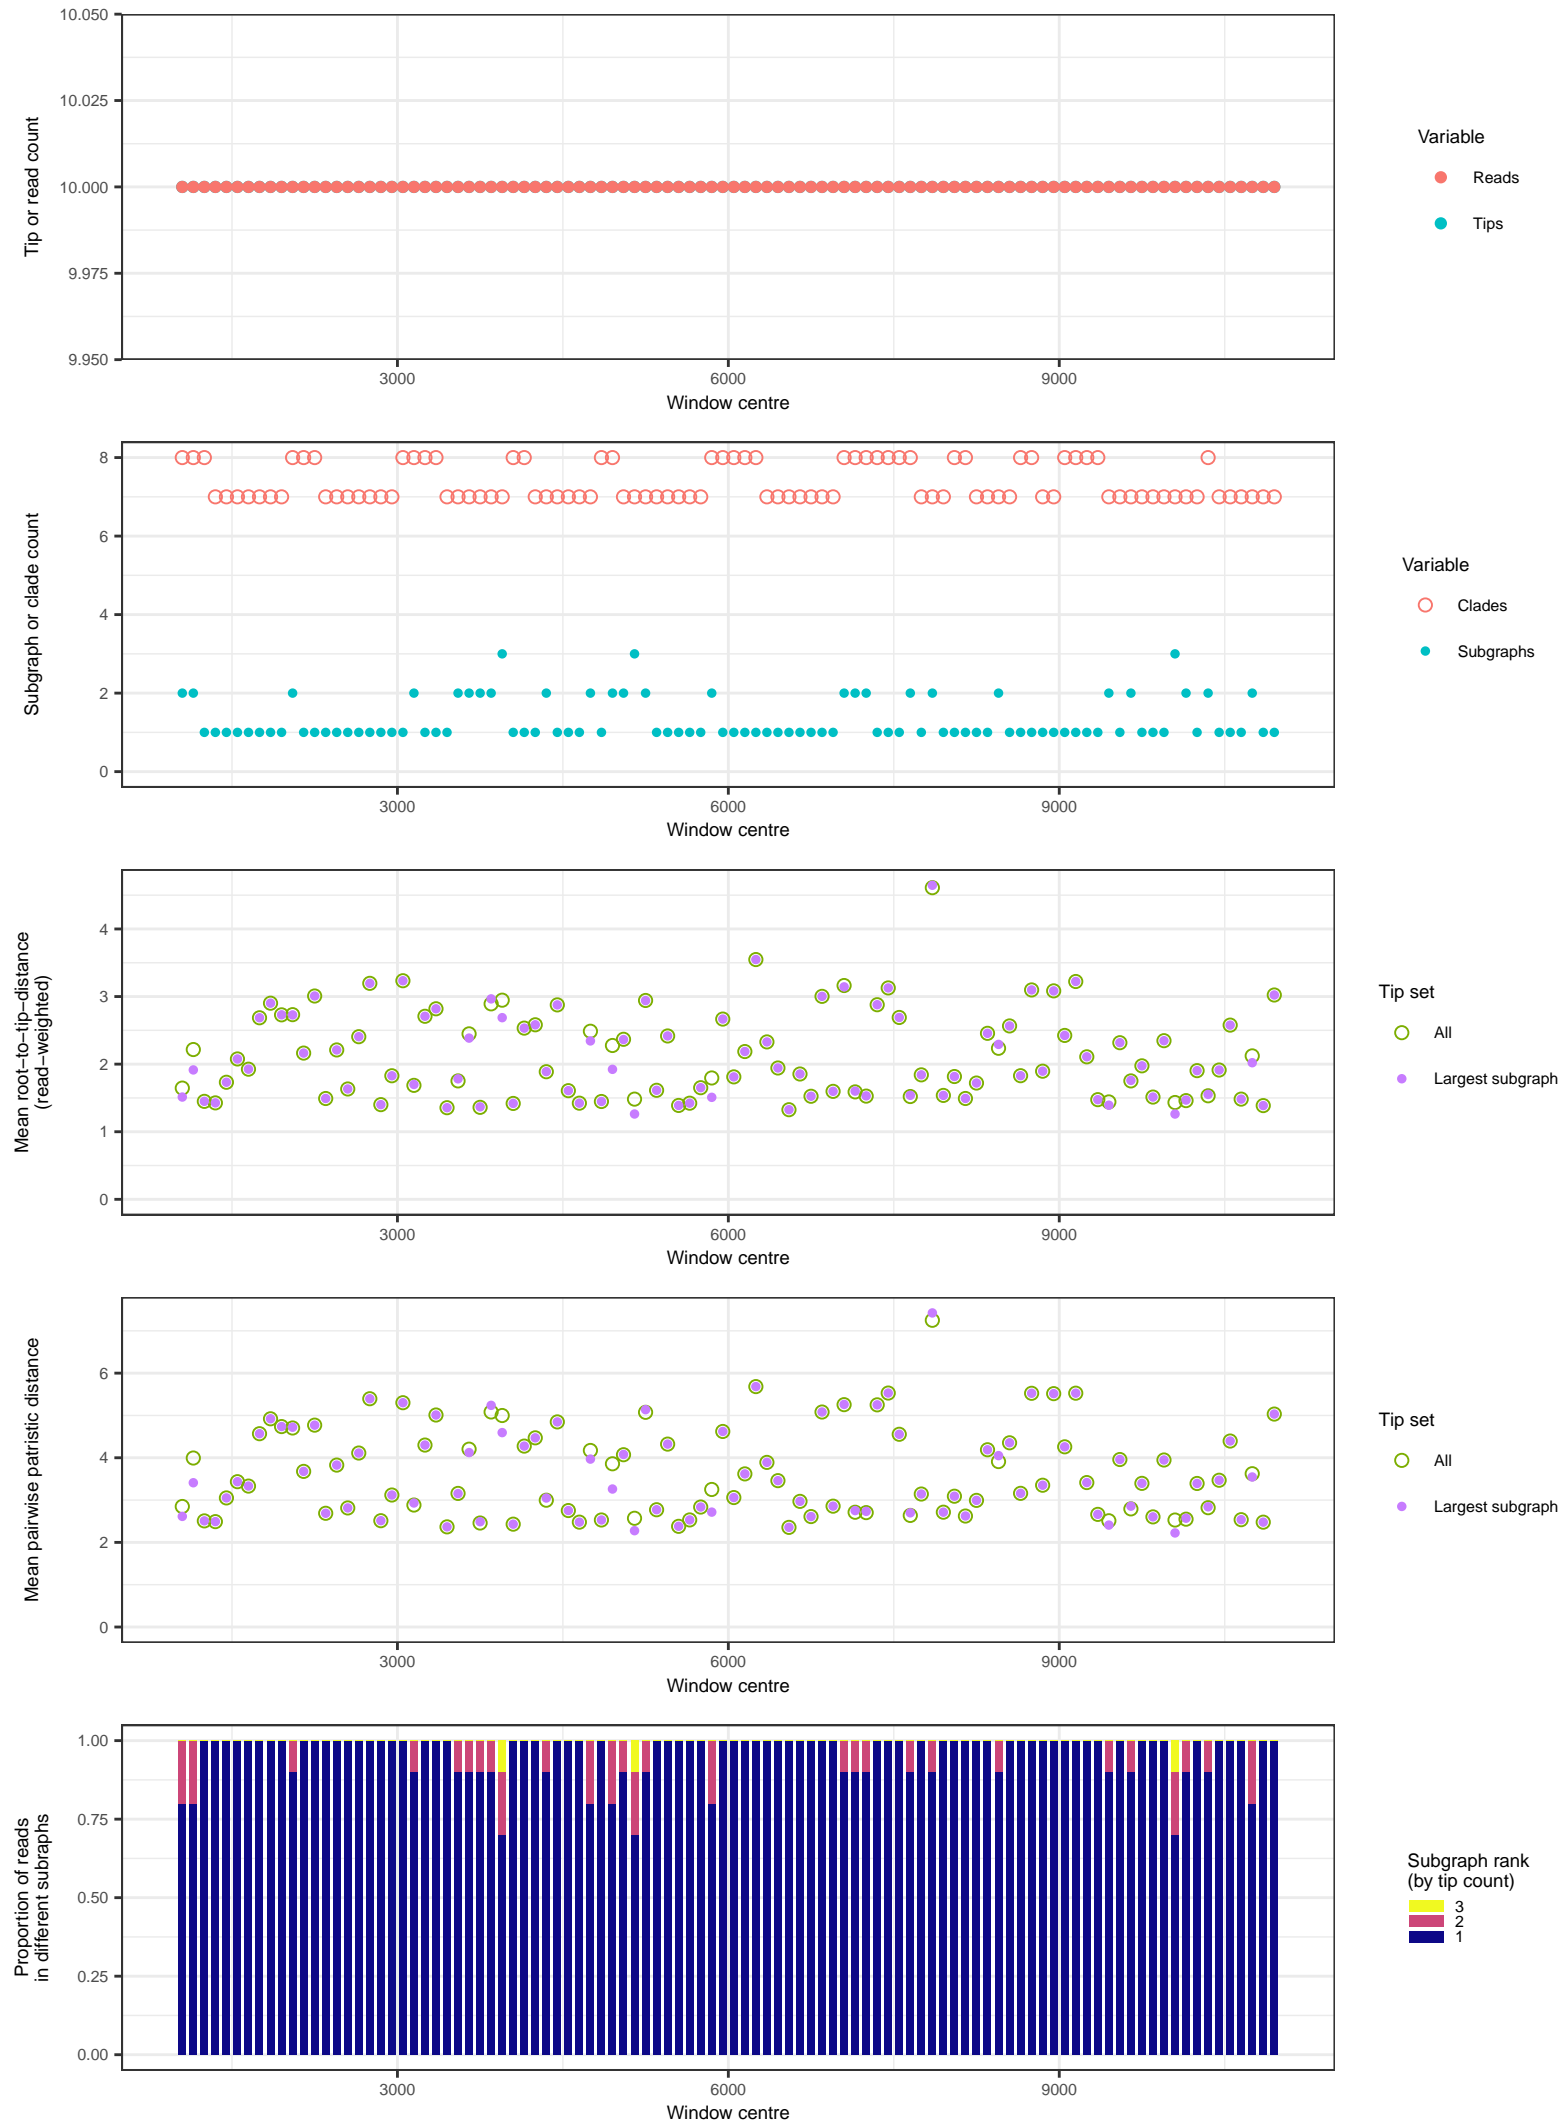 10.050
10.025
10.000
9.975
9.950
Tip or read count
3000
6000
9000
Window centre
Variable
Reads
Tips
8
6
4
2
0
Subgraph or clade count
3000
6000
9000
Window centre
Variable
Clades
Subgraphs
4
3
2
1
0
Mean root−to−tip−distance
(read−weighted)
3000
6000
9000
Window centre
Tip set
All
Largest subgraph
6
4
2
0
Mean pairwise patristic distance
3000
6000
9000
Window centre
Tip set
All
Largest subgraph
1.00
0.75
0.50
0.25
0.00
Proportion of reads
in different subraphs
3000
6000
9000
Window centre
Subgraph rank
(by tip count)
3
2
1